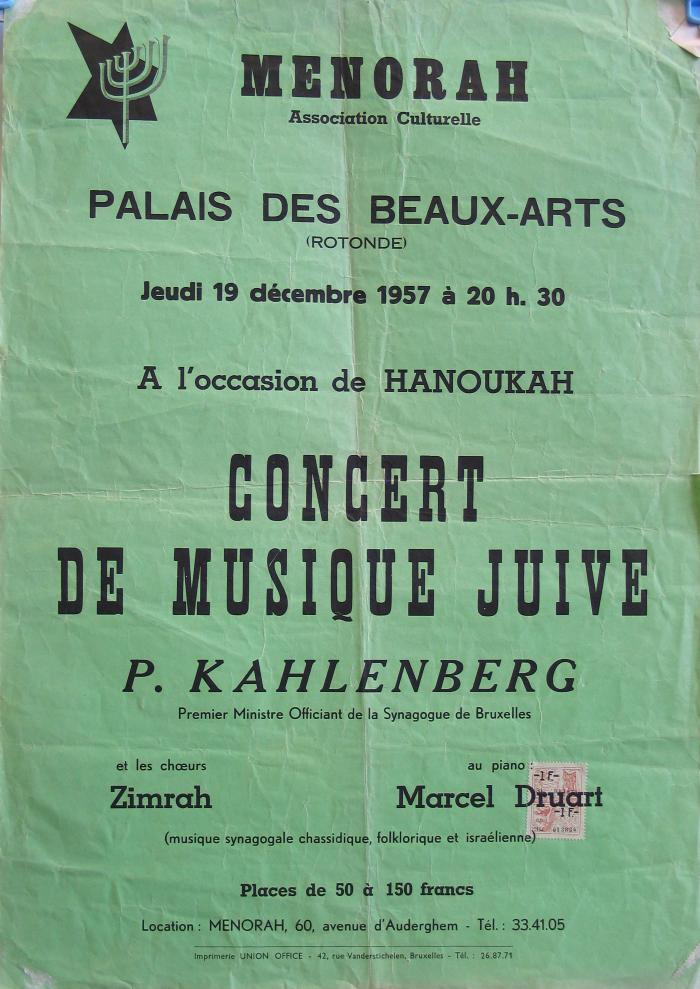 MENORAH
Association Culturelle
PALAIS DES BEAUX-ARTS
(ROTONDE)
Jeudi 19 décembre 1957 à 20 h. 30
A l'occasion de HANOUKAH
CONCERT
DE MUSIQUE JUIVE
P. KAHLENBERG
Premier Ministre Officiant de la Synagogue de Bruxelles
et les chœurs
Zimrah
au piano :
Marcel Druart
-1F-
-1F-
(musique synagogale chassidique, folklorique et israélienne)
Places de 50 à 150 francs
Location : MENORAH, 60, avenue d'Auderghem - Tél. : 33.41.05
Imprimerie UNION OFFICE - 42, rue Vanderstichelen, Bruxelles - Tél. : 26.87.71